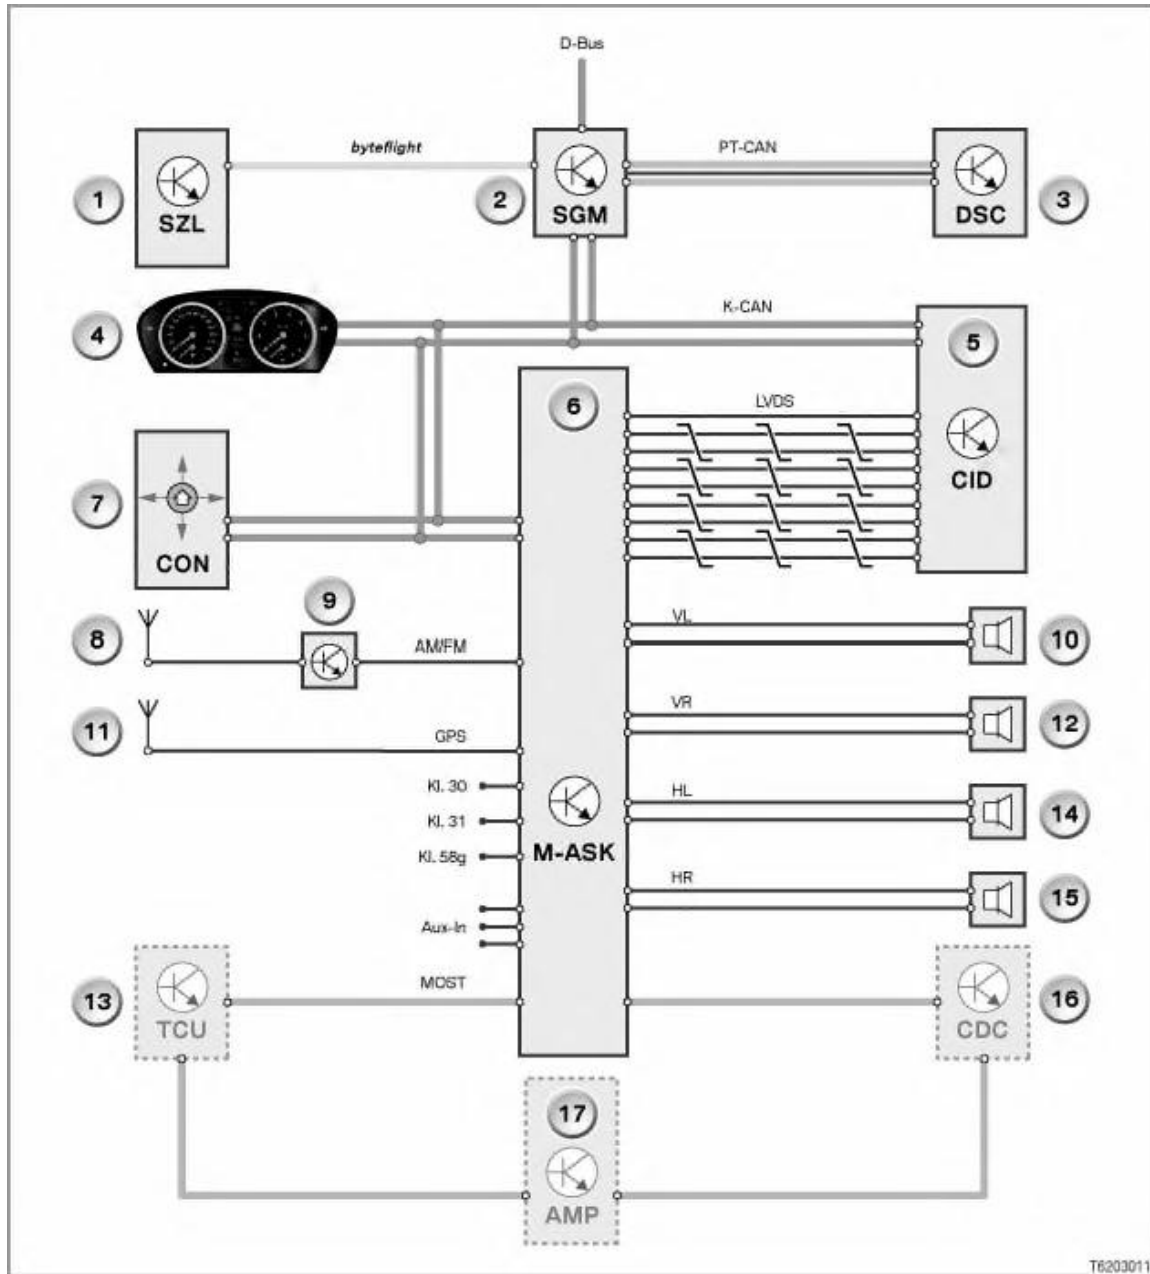 D-Bus
byteflight
PT-CAN
1
SZL
2
SGM
DSC
3
4
K-CAN
5
6
LVDS
7
CON
CID
8
9
AM/FM
VL
10
11
GPS
VR
12
Kl. 30
HL
14
Kl. 31
M-ASK
Kl. 58g
HR
15
Aux-In
13
TCU
MOST
CDC
16
17
AMP
T6203011